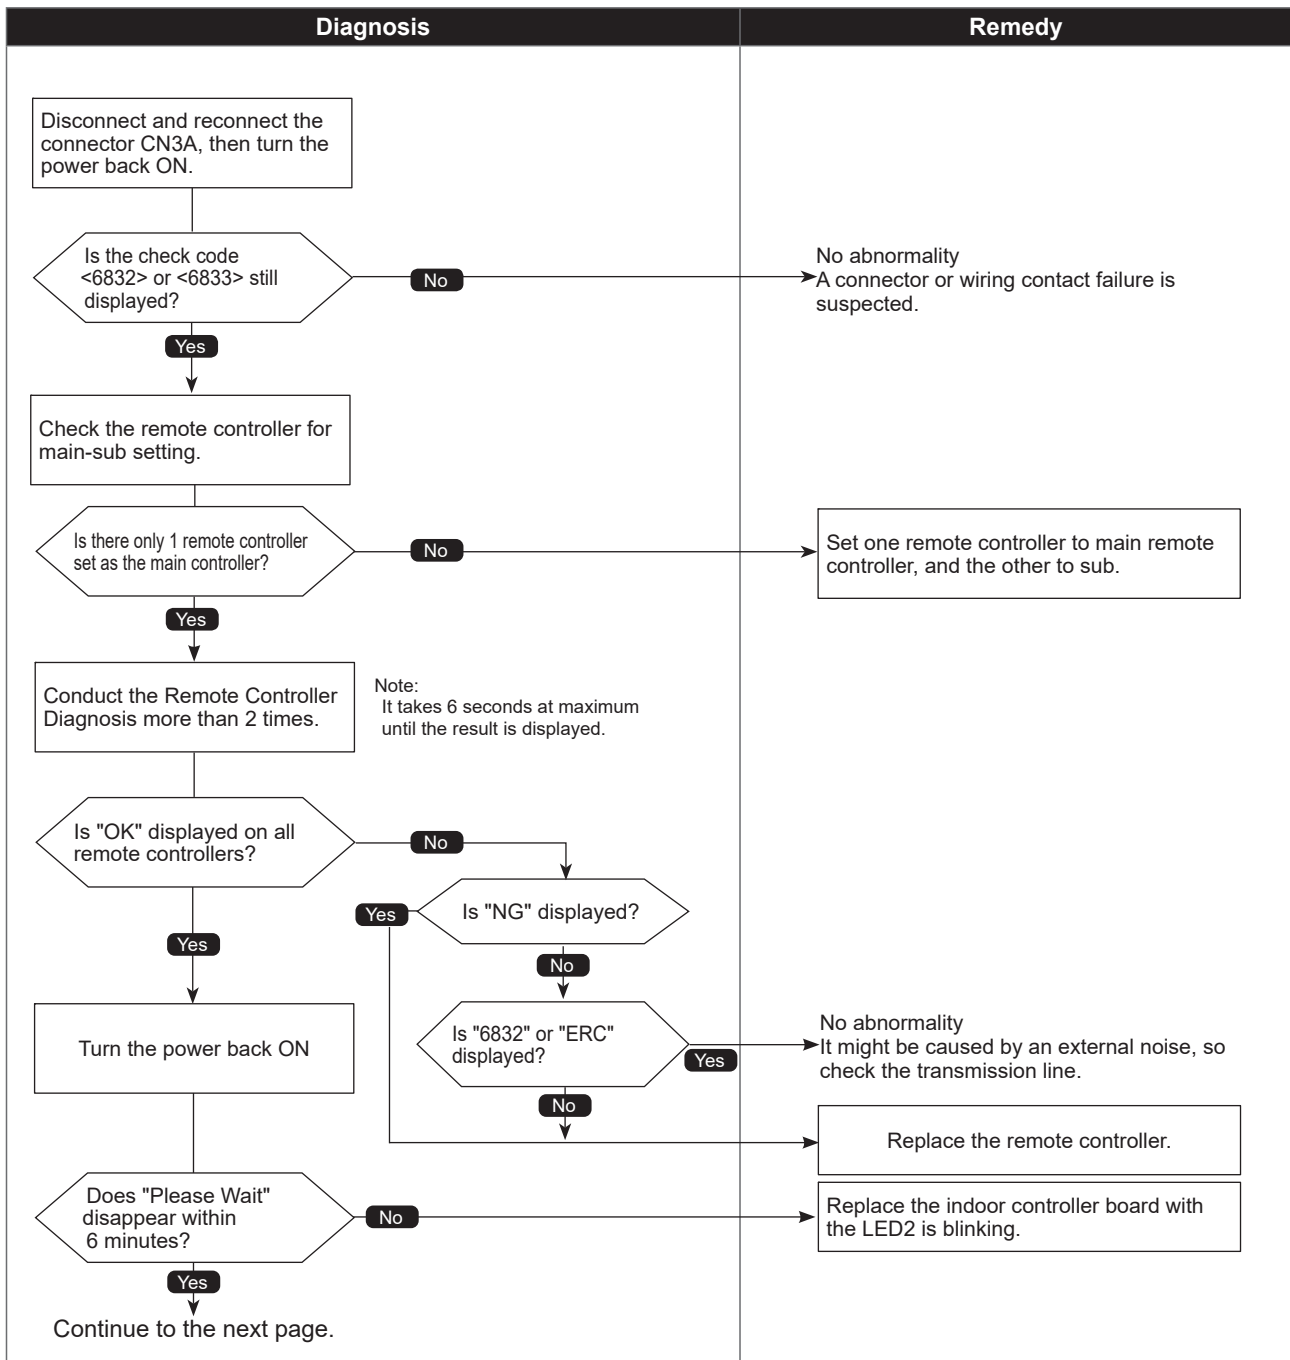 Diagnosis
Remedy
Disconnect and reconnect the
connector CN3A, then turn the
power back ON.
Is the check code
<6832> or <6833> still
displayed?
No
No abnormality
A connector or wiring contact failure is
suspected.
Yes
Check the remote controller for
main-sub setting.
Is there only 1 remote controller
set as the main controller?
No
Set one remote controller to main remote
controller, and the other to sub.
Yes
Conduct the Remote Controller
Diagnosis more than 2 times.
Note:
It takes 6 seconds at maximum
until the result is displayed.
Is "OK" displayed on all
remote controllers?
No
Is "NG" displayed?
Yes
Yes
No
Turn the power back ON
Is "6832" or "ERC"
displayed?
Yes
No abnormality
It might be caused by an external noise, so
check the transmission line.
No
Replace the remote controller.
Does "Please Wait"
disappear within
6 minutes?
No
Replace the indoor controller board with
the LED2 is blinking.
Yes
Continue to the next page.